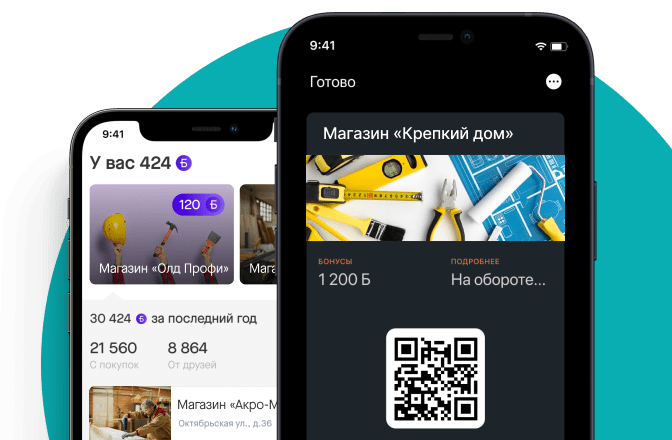 9:41
У вас 424 Б
120 Б
Магазин «Олд Профи»
30 424 Б за последний год
21 560
8 864
С покупок
От друзей
Магазин «Акро-
Октябрьская ул., д.36
9:41
Готово
Магазин «Крепкий дом»
БОНУСЫ
ПОДРОБНЕЕ
1 200 Б
На обороте...